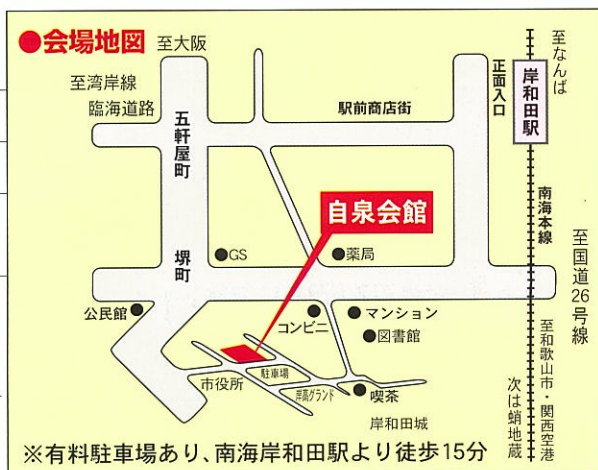 ●会場地図
至大阪
至なんば
至湾岸線
臨海道路
五軒屋町
駅前商店街
正面入口
岸和田駅
南海本線
自泉会館
堺町
GS
薬局
至国道26号線
公民館
コンビニ
マンション
図書館
市役所
駐車場
岸高グランド
喫茶
岸和田城
至和歌山市・関西空港
次は蛸地蔵
※有料駐車場あり、南海岸和田駅より徒歩15分